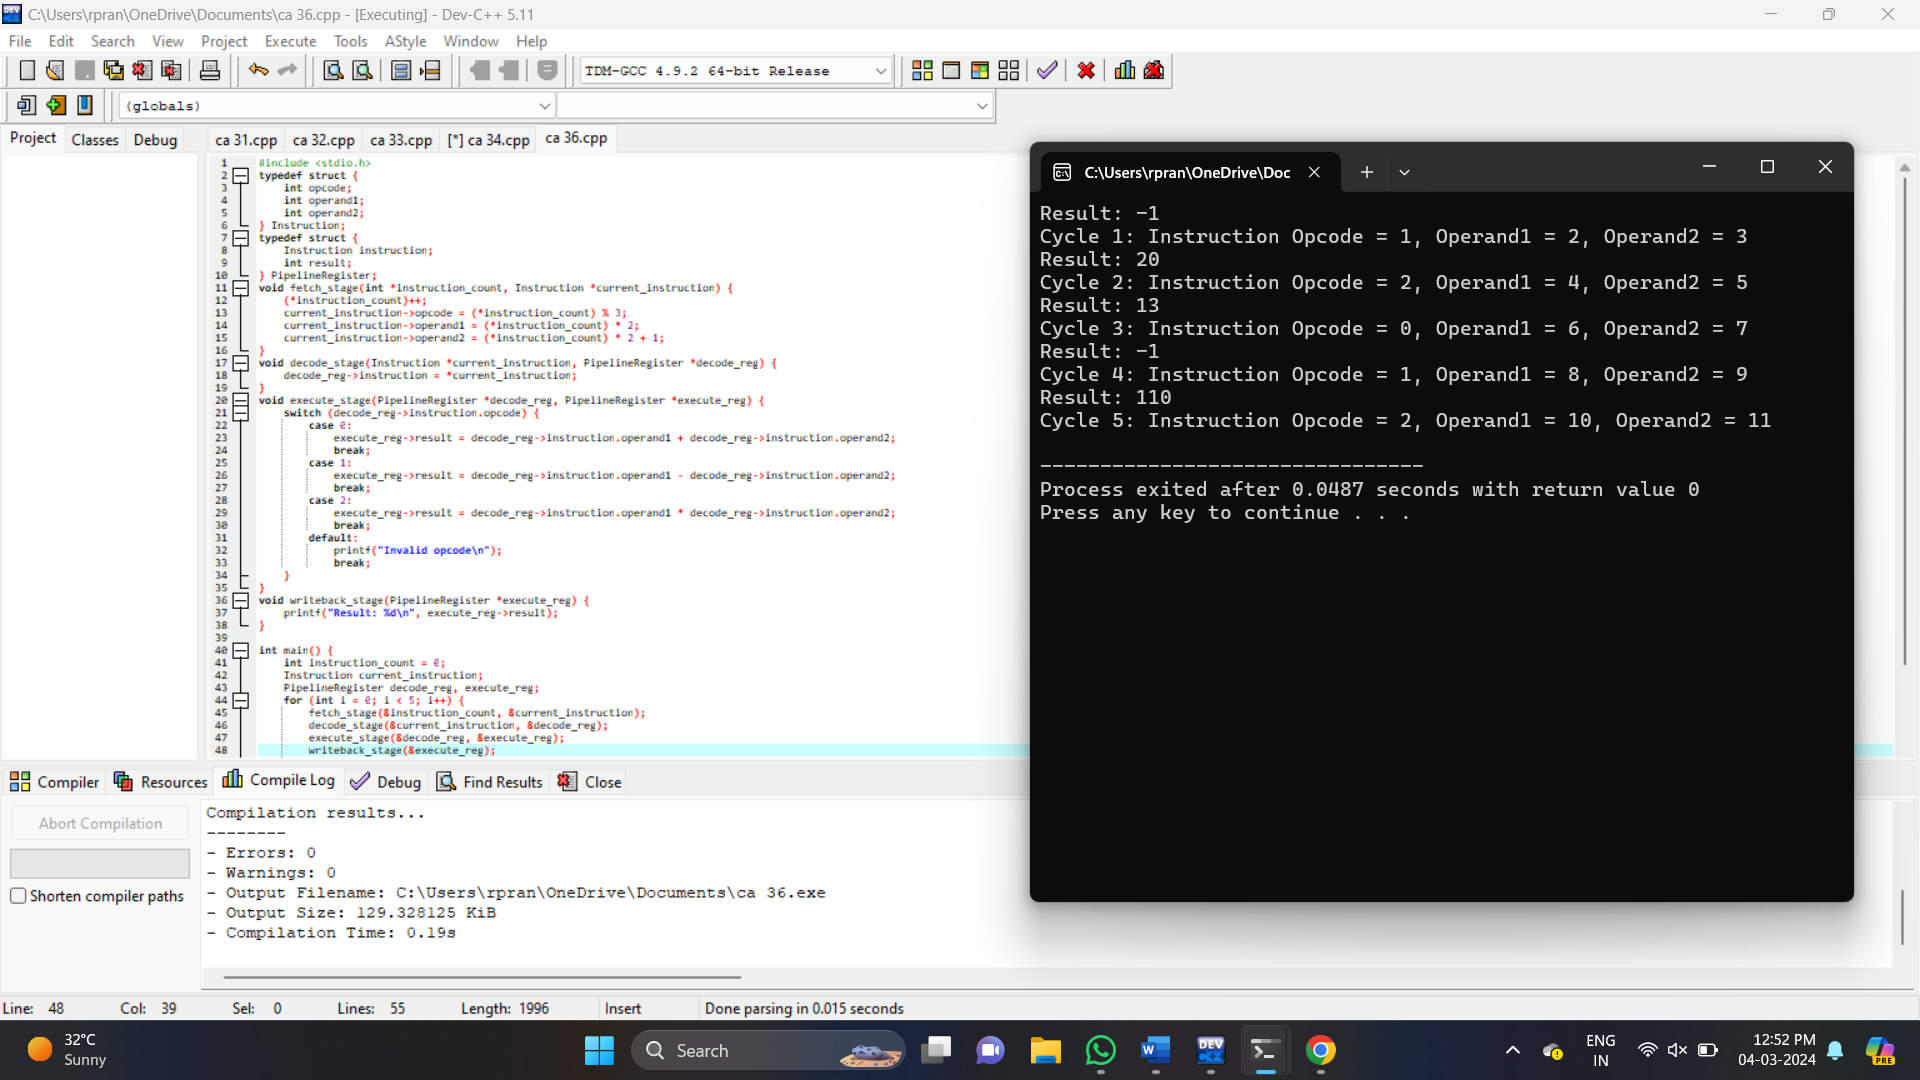 C:\Users\rpran\OneDrive\Documents\ca 36.cpp - [Executing] - Dev-C++ 5.11
File Edit Search View Project Execute Tools AStyle Window Help
TDM-GCC 4.9.2 64-bit Release
(globals)
Project Classes Debug
ca 31.cpp ca 32.cpp ca 33.cpp [*] ca 34.cpp ca 36.cpp
1 #include <stdio.h>
2 typedef struct {
3 int opcode;
4 int operand1;
5 int operand2;
6 } Instruction;
7 typedef struct {
8 Instruction instruction;
9 int result;
10 } PipelineRegister;
11 void fetch_stage(int *instruction_count, Instruction *current_instruction) {
12 (*instruction_count)++;
13 current_instruction->opcode = (*instruction_count) % 3;
14 current_instruction->operand1 = (*instruction_count) * 2;
15 current_instruction->operand2 = (*instruction_count) * 2 + 1;
16 }
17 void decode_stage(Instruction *current_instruction, PipelineRegister *decode_reg) {
18 decode_reg->instruction = *current_instruction;
19 }
20 void execute_stage(PipelineRegister *decode_reg, PipelineRegister *execute_reg) {
21 switch (decode_reg->instruction.opcode) {
22 case 0:
23 execute_reg->result = decode_reg->instruction.operand1 + decode_reg->instruction.operand2;
24 break;
25 case 1:
26 execute_reg->result = decode_reg->instruction.operand1 - decode_reg->instruction.operand2;
27 break;
28 case 2:
29 execute_reg->result = decode_reg->instruction.operand1 * decode_reg->instruction.operand2;
30 break;
31 default:
32 printf("Invalid opcode\n");
33 break;
34 }
35 }
36 void writeback_stage(PipelineRegister *execute_reg) {
37 printf("Result: %d\n", execute_reg->result);
38 }
39
40 int main() {
41 int instruction_count = 0;
42 Instruction current_instruction;
43 PipelineRegister decode_reg, execute_reg;
44 for (int i = 0; i < 5; i++) {
45 fetch_stage(&instruction_count, &current_instruction);
46 decode_stage(&current_instruction, &decode_reg);
47 execute_stage(&decode_reg, &execute_reg);
48 writeback_stage(&execute_reg);
C:\Users\rpran\OneDrive\Doc
Result: -1
Cycle 1: Instruction Opcode = 1, Operand1 = 2, Operand2 = 3
Result: 20
Cycle 2: Instruction Opcode = 2, Operand1 = 4, Operand2 = 5
Result: 13
Cycle 3: Instruction Opcode = 0, Operand1 = 6, Operand2 = 7
Result: -1
Cycle 4: Instruction Opcode = 1, Operand1 = 8, Operand2 = 9
Result: 110
Cycle 5: Instruction Opcode = 2, Operand1 = 10, Operand2 = 11
--------------------------------
Process exited after 0.0487 seconds with return value 0
Press any key to continue . . .
Compiler Resources Compile Log Debug Find Results Close
Abort Compilation
Shorten compiler paths
Compilation results...
--------
- Errors: 0
- Warnings: 0
- Output Filename: C:\Users\rpran\OneDrive\Documents\ca 36.exe
- Output Size: 129.328125 KiB
- Compilation Time: 0.19s
Line: 48 Col: 39 Sel: 0 Lines: 55 Length: 1996 Insert Done parsing in 0.015 seconds
32°C
Sunny
Search
ENG
IN
12:52 PM
04-03-2024